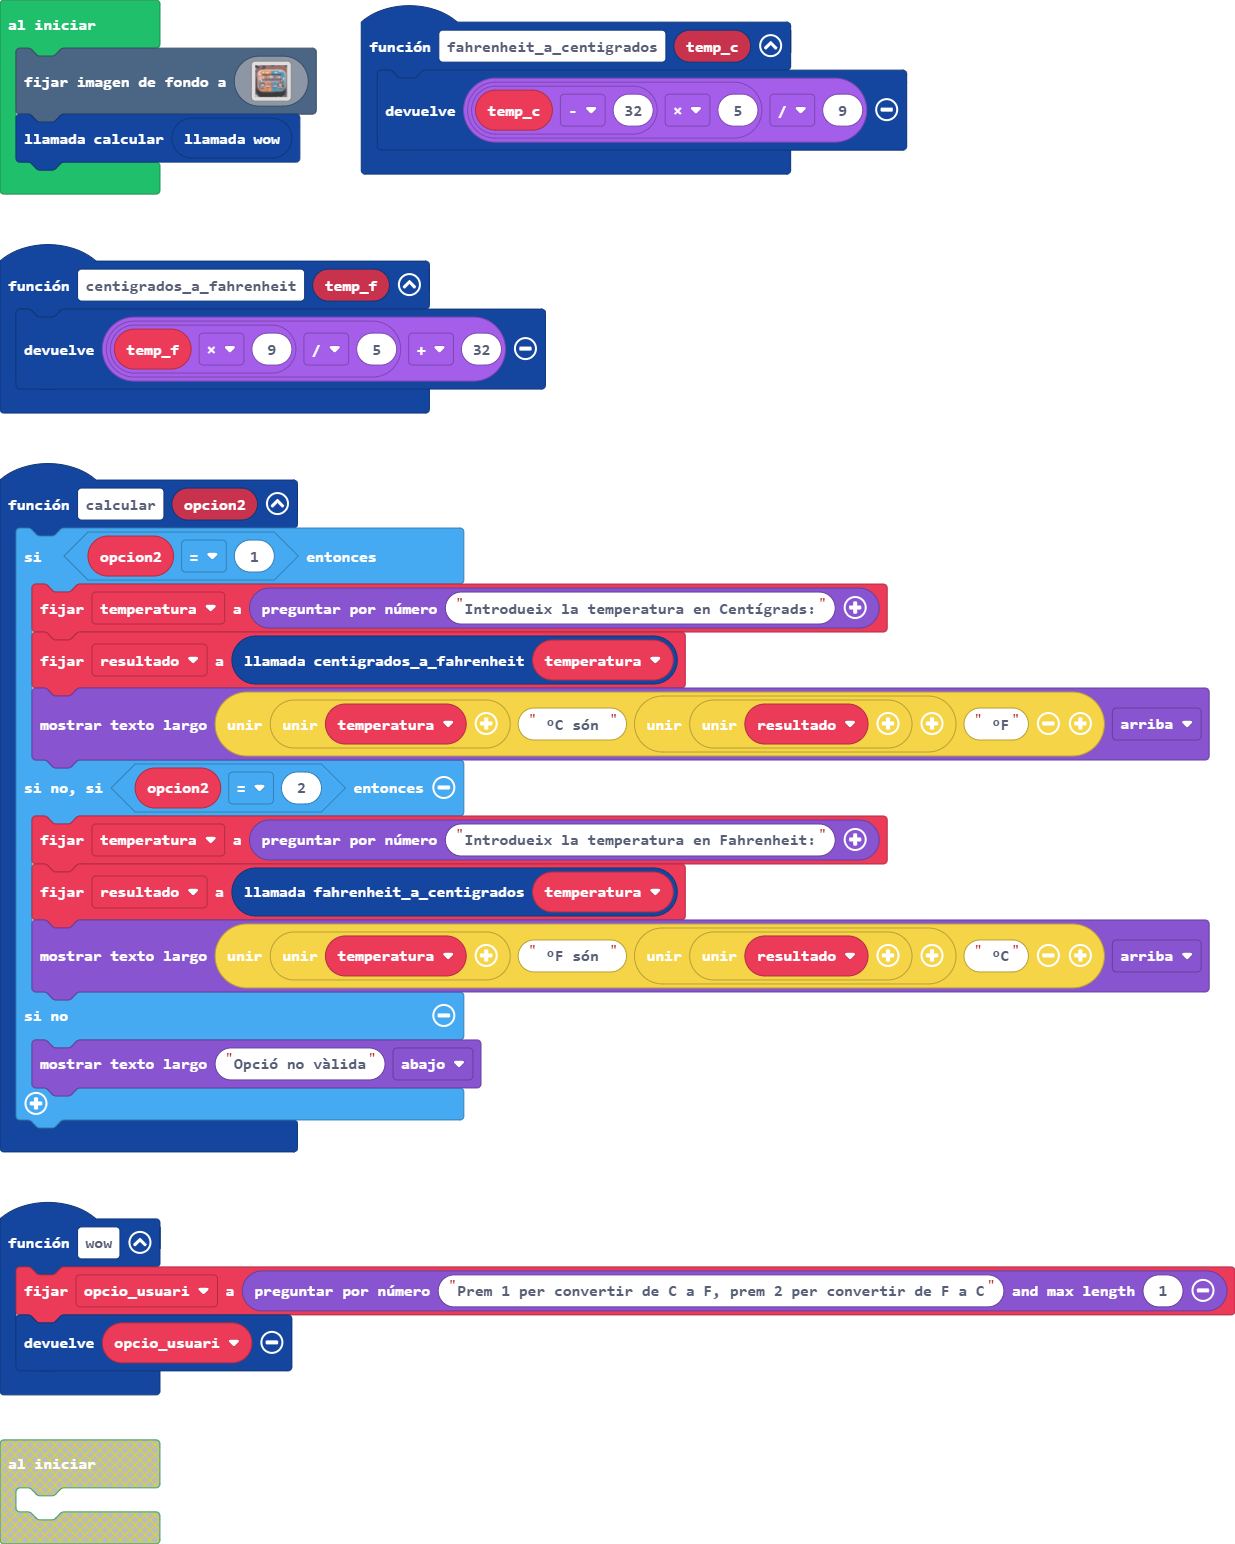 al iniciar
fijar imagen de fondo a
llamada calcular llamada wow
función fahrenheit_a_centigrados temp_c
devuelve temp_c - 32 × 5 / 9
función centigrados_a_fahrenheit temp_f
devuelve temp_f × 9 / 5 + 32
función calcular opcion2
si opcion2 = 1 entonces
fijar temperatura a preguntar por número "Introdueix la temperatura en Centígrads:"
fijar resultado a llamada centigrados_a_fahrenheit temperatura
mostrar texto largo unir unir temperatura " ºC són " unir unir resultado " ºF" arriba
si no, si opcion2 = 2 entonces
fijar temperatura a preguntar por número "Introdueix la temperatura en Fahrenheit:"
fijar resultado a llamada fahrenheit_a_centigrados temperatura
mostrar texto largo unir unir temperatura " ºF són " unir unir resultado " ºC" arriba
si no
mostrar texto largo "Opció no vàlida" abajo
función wow
fijar opcio_usuari a preguntar por número "Prem 1 per convertir de C a F, prem 2 per convertir de F a C" and max length 1
devuelve opcio_usuari
al iniciar